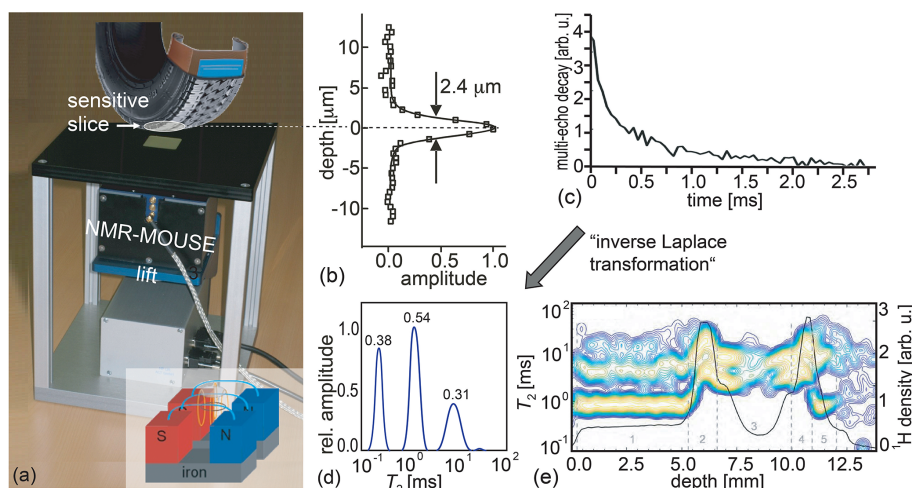 sensitive
slice
NMR-MOUSE
lift
S
N
iron
(a)
10
5
0
-5
-10
depth [µm]
2.4 µm
0.0
0.5
1.0
amplitude
(b)
multi-echo decay [arb. u.]
4
3
2
1
0
0
0.5
1.0
1.5
2.0
2.5
time [ms]
(c)
"inverse Laplace
transformation"
rel. amplitude
1.0
0.5
0.0
0.38
0.54
0.31
10-1
100
101
102
T2 [ms]
(d)
T2 [ms]
102
101
100
10-1
0
2.5
5.0
7.5
10.0
12.5
depth [mm]
1
2
3
4
5
3
2
1
0
1H density [arb. u.]
(e)